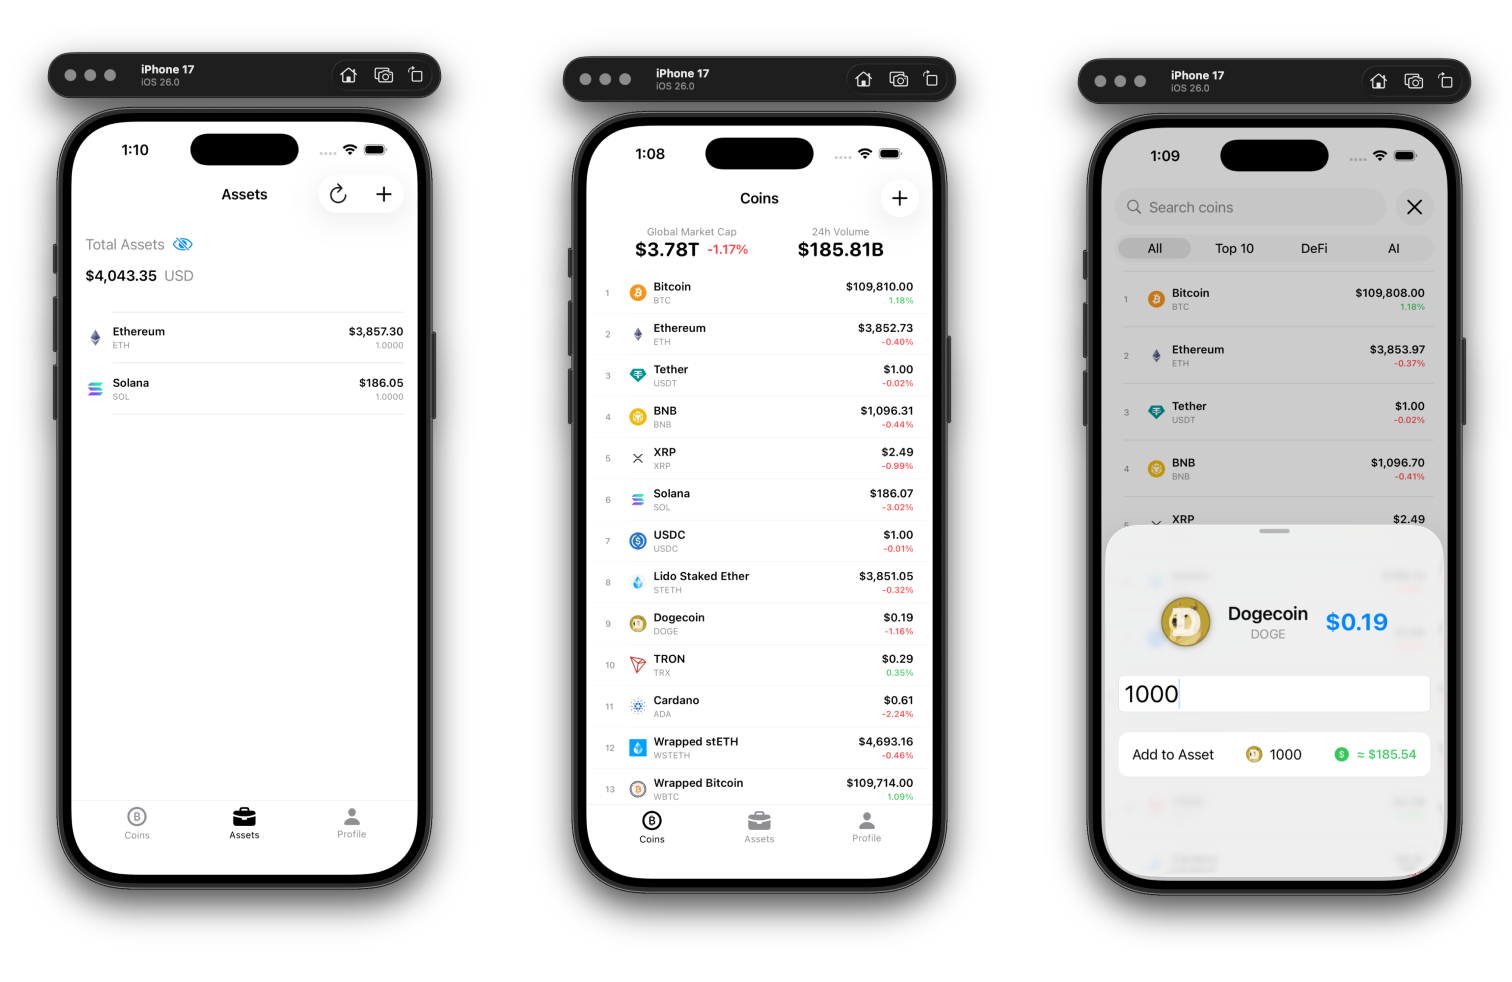 iPhone 17
iOS 26.0
1:10
Assets
Total Assets
$4,043.35 USD
Ethereum $3,857.30
ETH 1.0000
Solana $186.05
SOL 1.0000
Coins Assets Profile
iPhone 17
iOS 26.0
1:08
Coins
Global Market Cap 24h Volume
$3.78T -1.17% $185.81B
1 Bitcoin $109,810.00
BTC 1.18%
2 Ethereum $3,852.73
ETH -0.40%
3 Tether $1.00
USDT -0.02%
4 BNB $1,096.31
BNB -0.44%
5 XRP $2.49
XRP -0.99%
6 Solana $186.07
SOL -3.02%
7 USDC $1.00
USDC -0.01%
8 Lido Staked Ether $3,851.05
STETH -0.32%
9 Dogecoin $0.19
DOGE -1.16%
10 TRON $0.29
TRX 0.35%
11 Cardano $0.61
ADA -2.24%
12 Wrapped stETH $4,693.16
WSTETH -0.46%
13 Wrapped Bitcoin $109,714.00
WBTC 1.09%
Coins Assets Profile
iPhone 17
iOS 26.0
1:09
Search coins
All Top 10 DeFi AI
1 Bitcoin $109,808.00
BTC 1.18%
2 Ethereum $3,853.97
ETH -0.37%
3 Tether $1.00
USDT -0.02%
4 BNB $1,096.70
BNB -0.41%
XRP $2.49
Dogecoin $0.19
DOGE
1000
Add to Asset 1000 ≈ $185.54